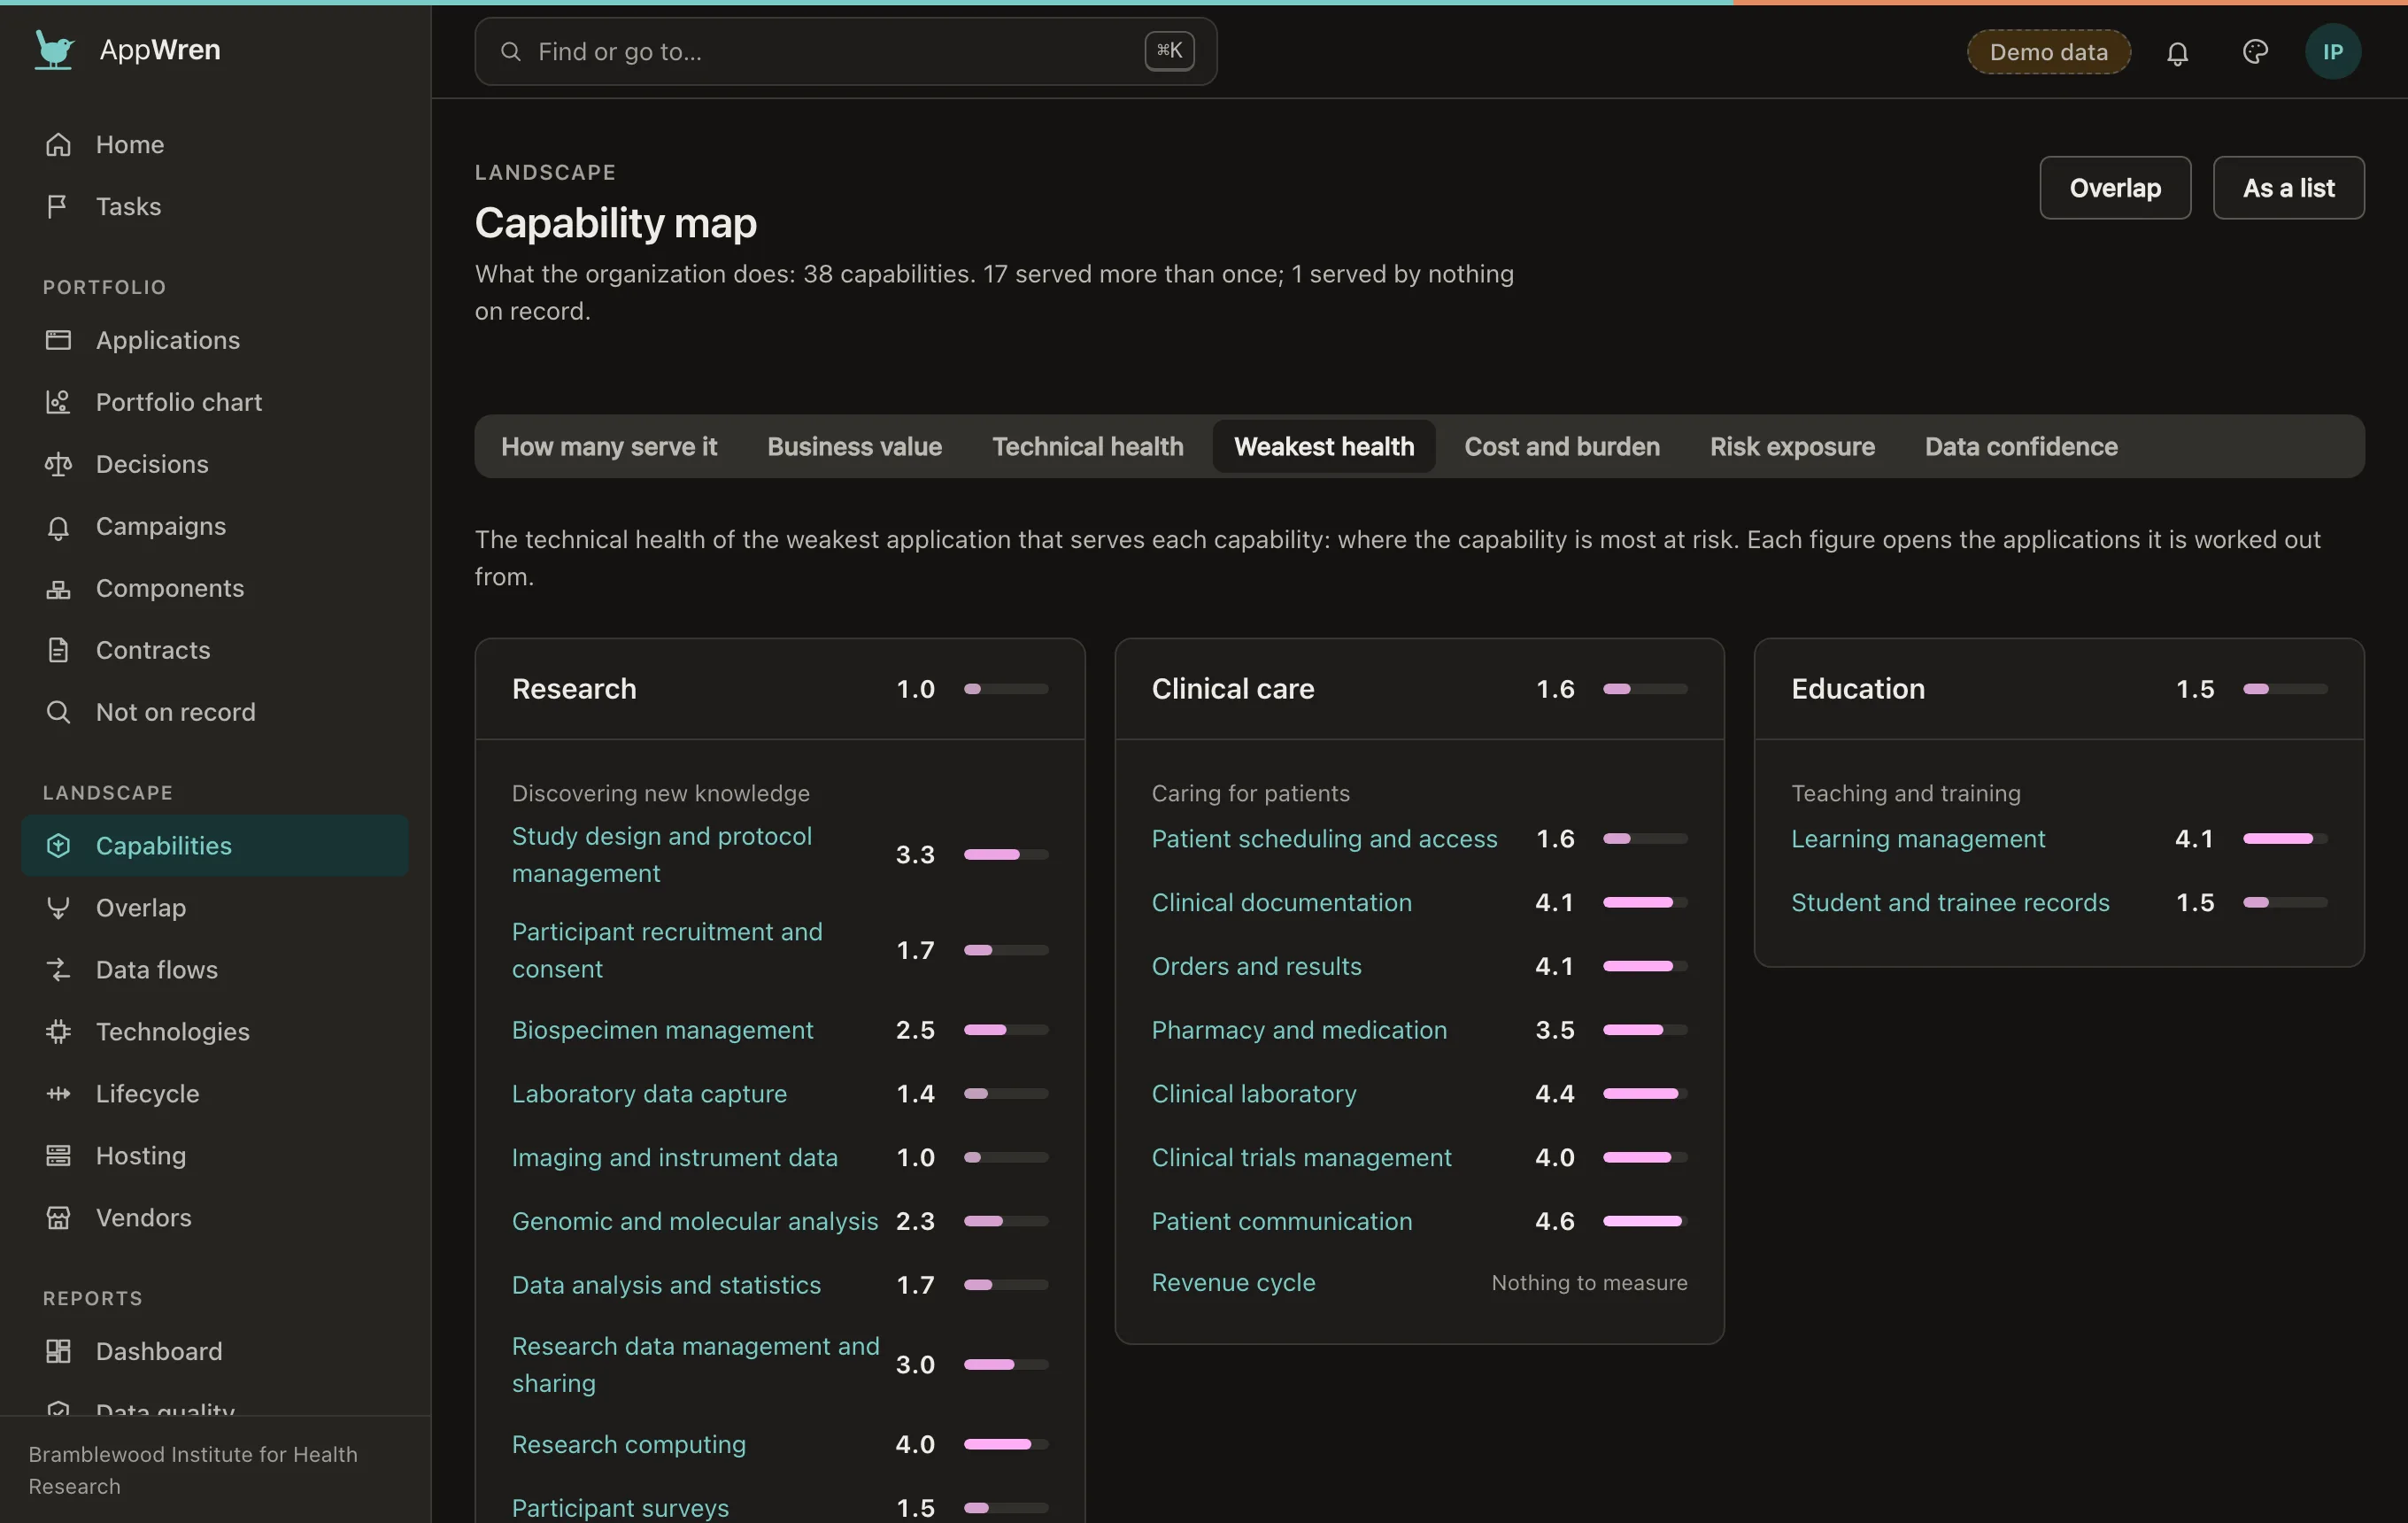 AppWren
Find or go to...
⌘K
Demo data
IP
Home
Tasks
PORTFOLIO
Applications
Portfolio chart
Decisions
Campaigns
Components
Contracts
Not on record
LANDSCAPE
Capabilities
Overlap
Data flows
Technologies
Lifecycle
Hosting
Vendors
REPORTS
Dashboard
Data quality
Bramblewood Institute for Health
Research
LANDSCAPE
Capability map
What the organization does: 38 capabilities. 17 served more than once; 1 served by nothing
on record.
Overlap
As a list
How many serve it
Business value
Technical health
Weakest health
Cost and burden
Risk exposure
Data confidence
The technical health of the weakest application that serves each capability: where the capability is most at risk. Each figure opens the applications it is worked out
from.
Research 1.0
Discovering new knowledge
Study design and protocol
management 3.3
Participant recruitment and
consent 1.7
Biospecimen management 2.5
Laboratory data capture 1.4
Imaging and instrument data 1.0
Genomic and molecular analysis 2.3
Data analysis and statistics 1.7
Research data management and
sharing 3.0
Research computing 4.0
Participant surveys 1.5
Clinical care 1.6
Caring for patients
Patient scheduling and access 1.6
Clinical documentation 4.1
Orders and results 4.1
Pharmacy and medication 3.5
Clinical laboratory 4.4
Clinical trials management 4.0
Patient communication 4.6
Revenue cycle Nothing to measure
Education 1.5
Teaching and training
Learning management 4.1
Student and trainee records 1.5